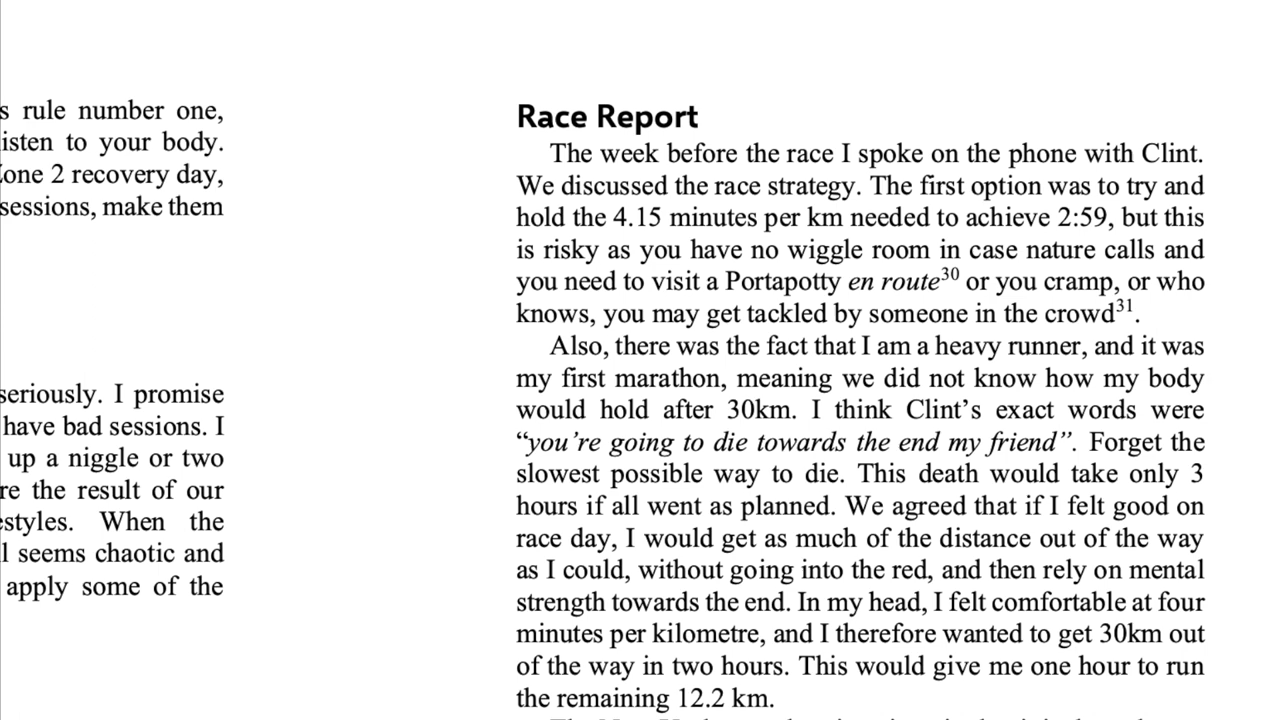 s rule number one,
isten to your body.
one 2 recovery day,
sessions, make them
seriously. I promise
have bad sessions. I
up a niggle or two
re the result of our
estyles. When the
l seems chaotic and
apply some of the
Race Report
The week before the race I spoke on the phone with Clint.
We discussed the race strategy. The first option was to try and
hold the 4.15 minutes per km needed to achieve 2:59, but this
is risky as you have no wiggle room in case nature calls and
you need to visit a Portapotty en route30 or you cramp, or who
knows, you may get tackled by someone in the crowd31.
Also, there was the fact that I am a heavy runner, and it was
my first marathon, meaning we did not know how my body
would hold after 30km. I think Clint’s exact words were
“you’re going to die towards the end my friend”. Forget the
slowest possible way to die. This death would take only 3
hours if all went as planned. We agreed that if I felt good on
race day, I would get as much of the distance out of the way
as I could, without going into the red, and then rely on mental
strength towards the end. In my head, I felt comfortable at four
minutes per kilometre, and I therefore wanted to get 30km out
of the way in two hours. This would give me one hour to run
the remaining 12.2 km.